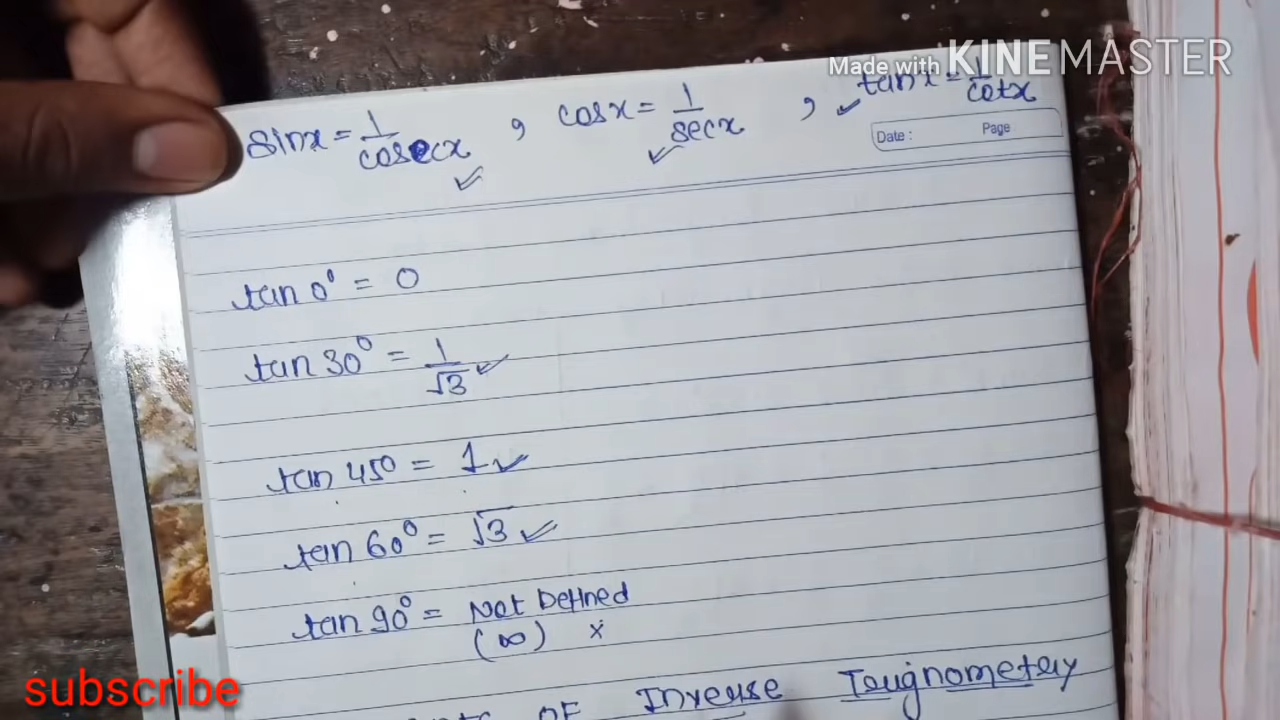 Made with KINEMASTER
sinx = 1/cosecx , cosx = 1/secx , tanx = 1/cotx
Date : Page
tan 0° = 0
tan 30° = 1/√3
tan 45° = 1
tan 60° = √3
tan 90° = Not Defined
(∞) x
OF Inverse Trignometery
subscribe